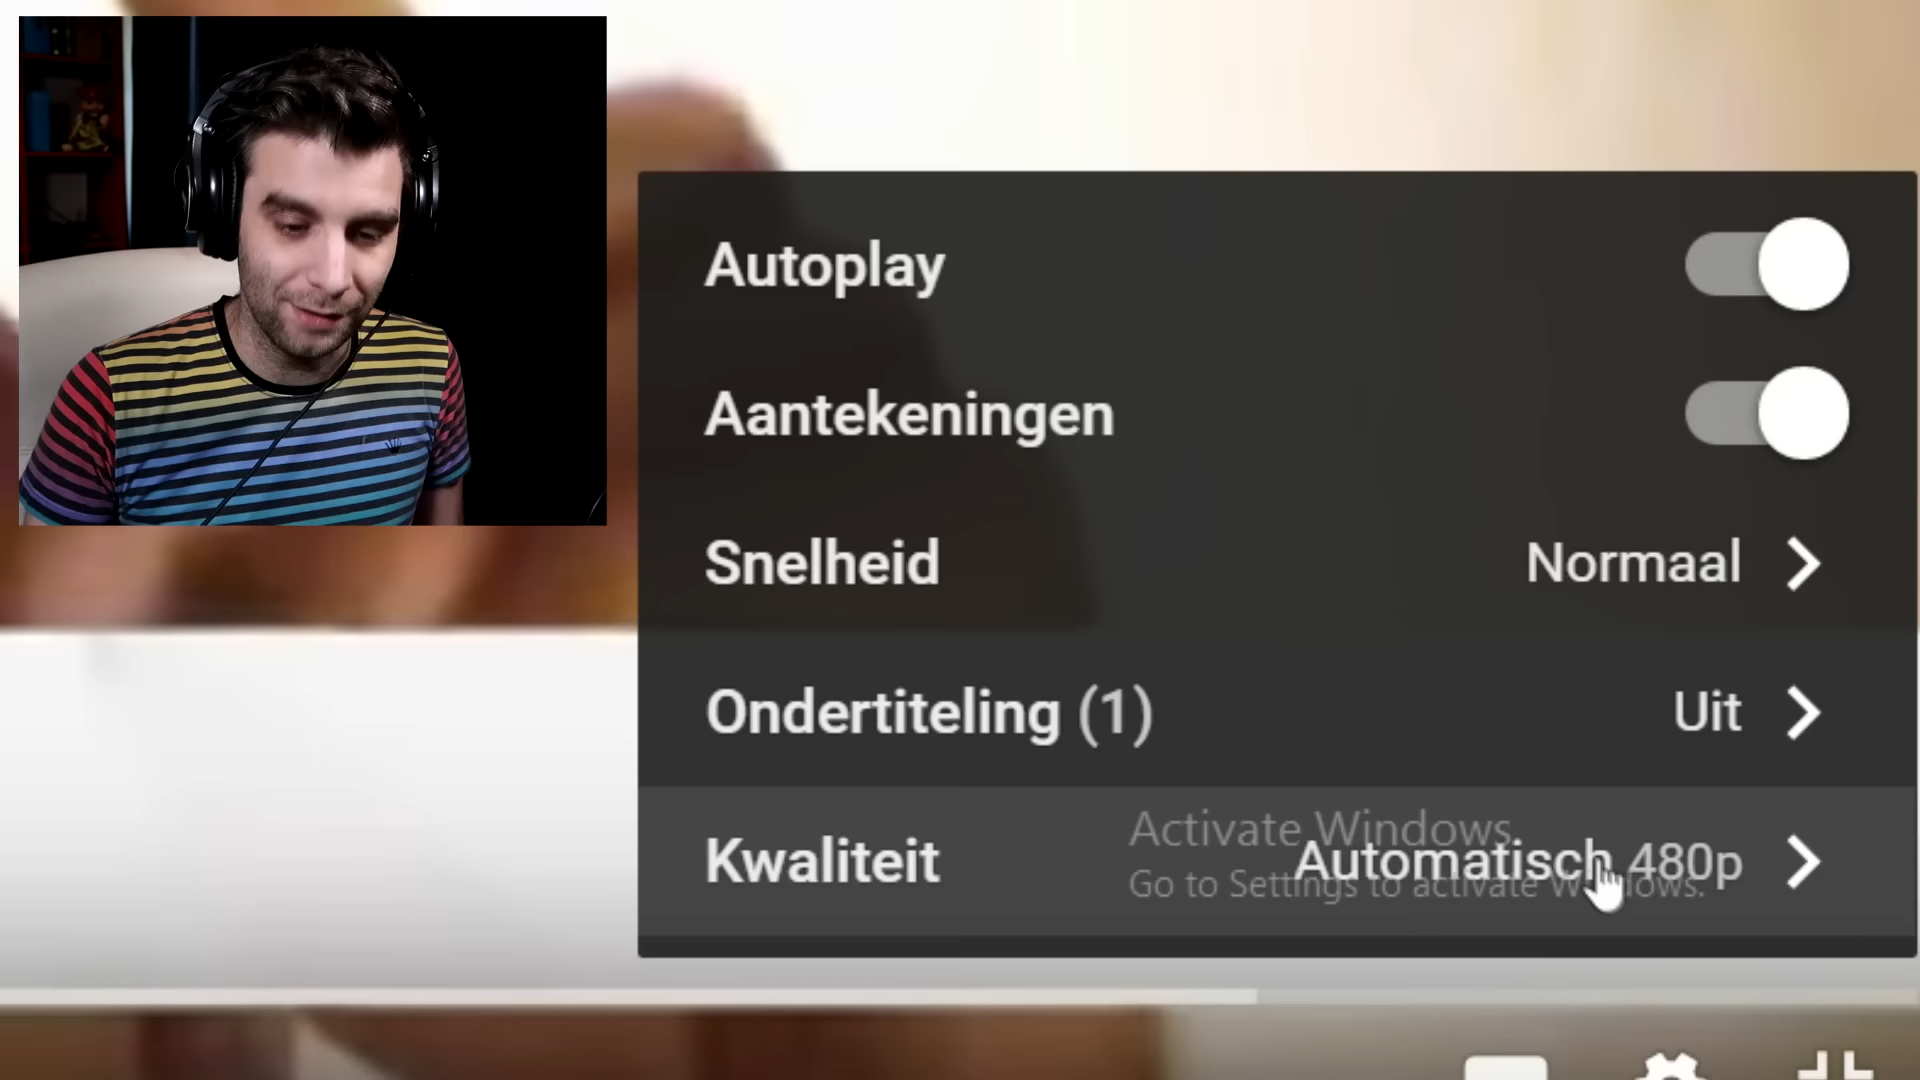 Autoplay
Aantekeningen
Snelheid Normaal
Ondertiteling (1) Uit
Activate Windows
Kwaliteit Automatisch 480p
Go to Settings to activate Windows.